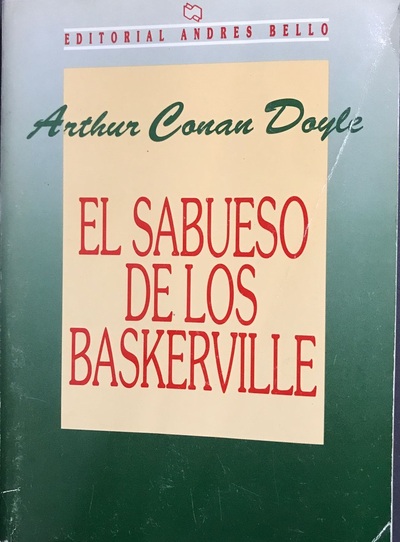 EDITORIAL ANDRES BELLO
Arthur Conan Doyle
EL SABUESO
DE LOS
BASKERVILLE